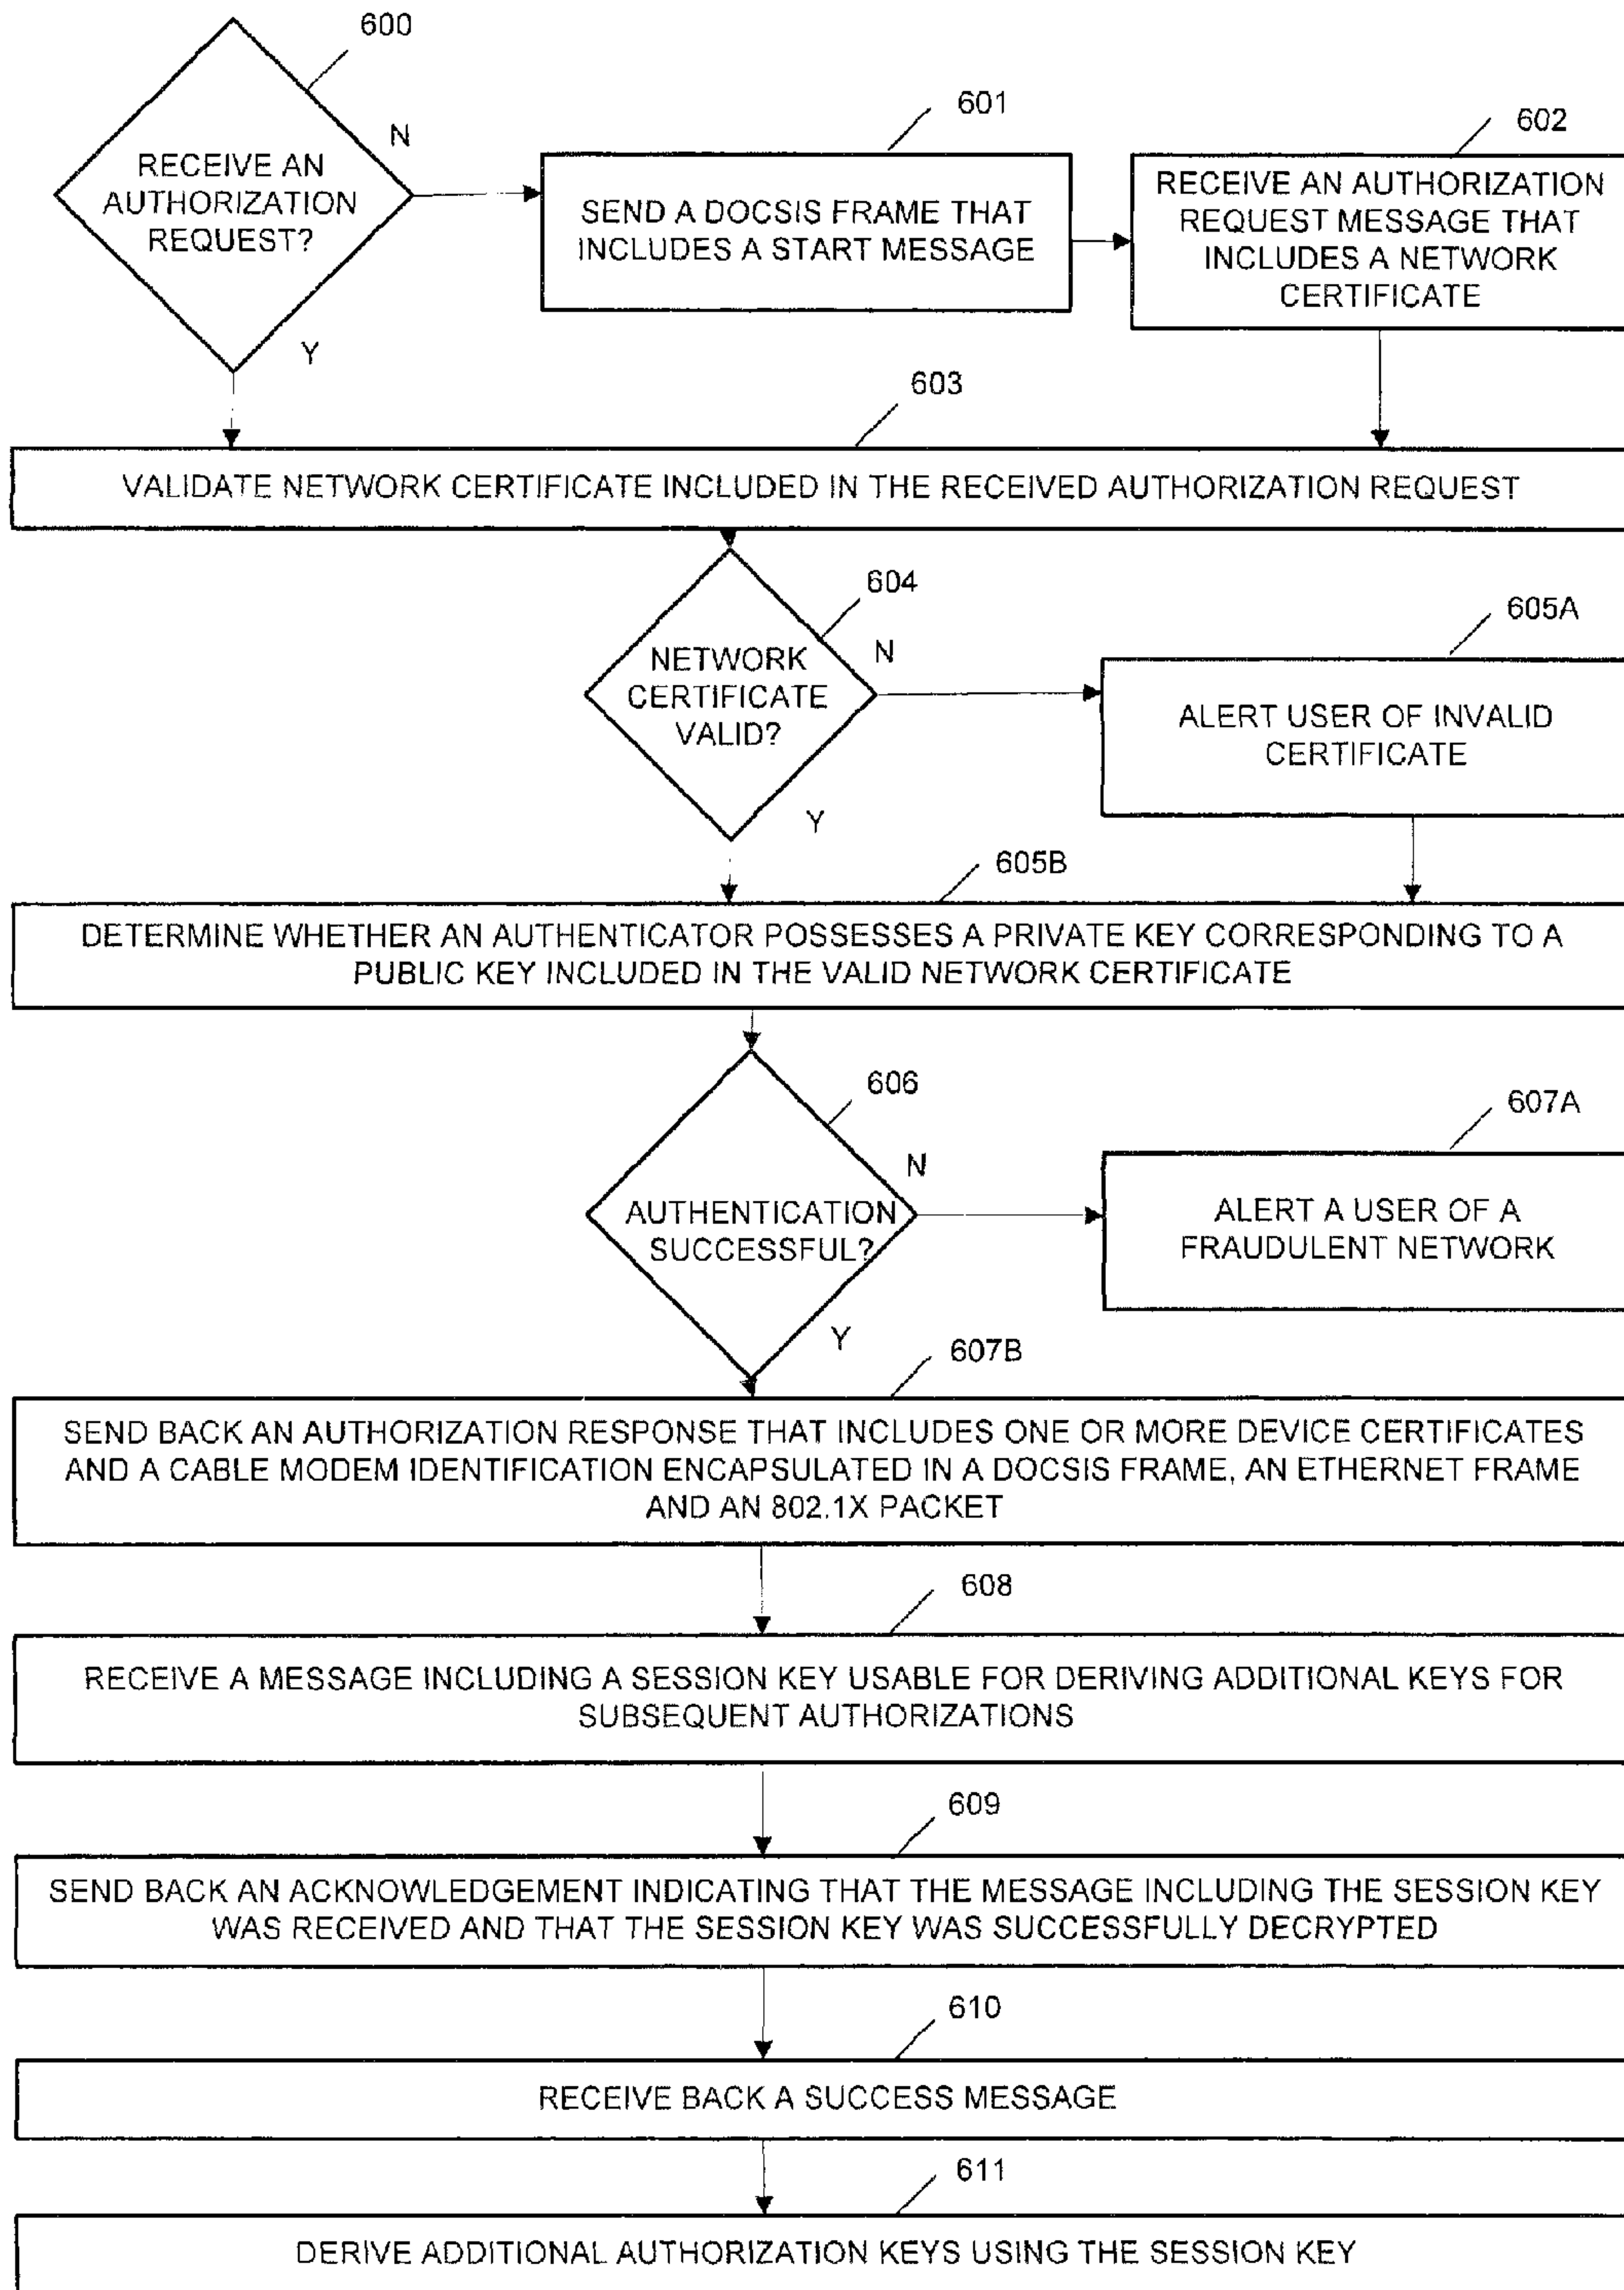 600
N
RECEIVE AN
AUTHORIZATION
REQUEST?
Y
601
SEND A DOCSIS FRAME THAT
INCLUDES A START MESSAGE
602
RECEIVE AN AUTHORIZATION
REQUEST MESSAGE THAT
INCLUDES A NETWORK
CERTIFICATE
603
VALIDATE NETWORK CERTIFICATE INCLUDED IN THE RECEIVED AUTHORIZATION REQUEST
604
N
NETWORK
CERTIFICATE
VALID?
Y
605A
ALERT USER OF INVALID
CERTIFICATE
605B
DETERMINE WHETHER AN AUTHENTICATOR POSSESSES A PRIVATE KEY CORRESPONDING TO A
PUBLIC KEY INCLUDED IN THE VALID NETWORK CERTIFICATE
606
N
AUTHENTICATION
SUCCESSFUL?
Y
607A
ALERT A USER OF A
FRAUDULENT NETWORK
607B
SEND BACK AN AUTHORIZATION RESPONSE THAT INCLUDES ONE OR MORE DEVICE CERTIFICATES
AND A CABLE MODEM IDENTIFICATION ENCAPSULATED IN A DOCSIS FRAME, AN ETHERNET FRAME
AND AN 802.1X PACKET
608
RECEIVE A MESSAGE INCLUDING A SESSION KEY USABLE FOR DERIVING ADDITIONAL KEYS FOR
SUBSEQUENT AUTHORIZATIONS
609
SEND BACK AN ACKNOWLEDGEMENT INDICATING THAT THE MESSAGE INCLUDING THE SESSION KEY
WAS RECEIVED AND THAT THE SESSION KEY WAS SUCCESSFULLY DECRYPTED
610
RECEIVE BACK A SUCCESS MESSAGE
611
DERIVE ADDITIONAL AUTHORIZATION KEYS USING THE SESSION KEY